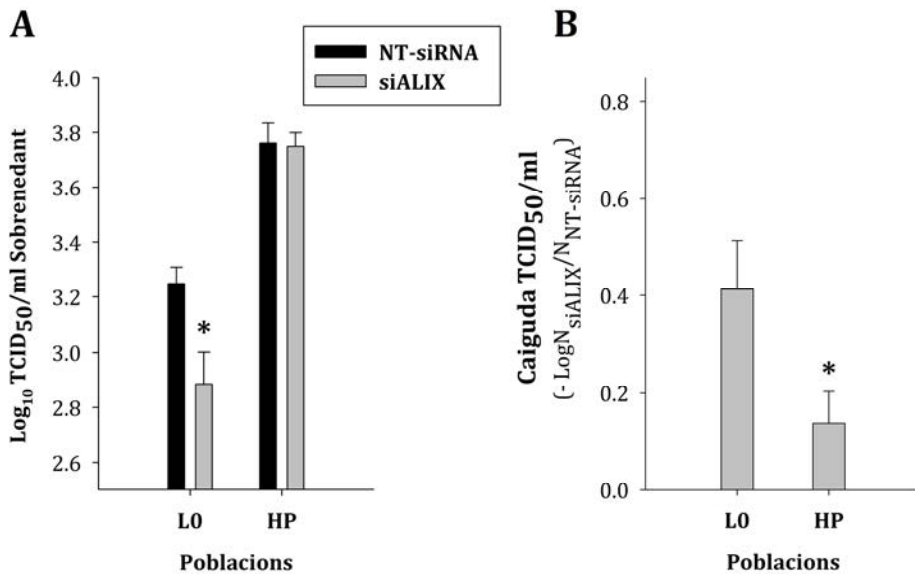 A
B
NT-siRNA
siALIX
4.0
3.8
3.6
3.4
3.2
3.0
2.8
2.6
Log10 TCID50/ml Sobrenedant
*
L0
HP
Poblacions
0.8
0.6
0.4
0.2
0.0
Caiguda TCID50/ml
(- LogNsiALIX/NNT-siRNA)
*
L0
HP
Poblacions